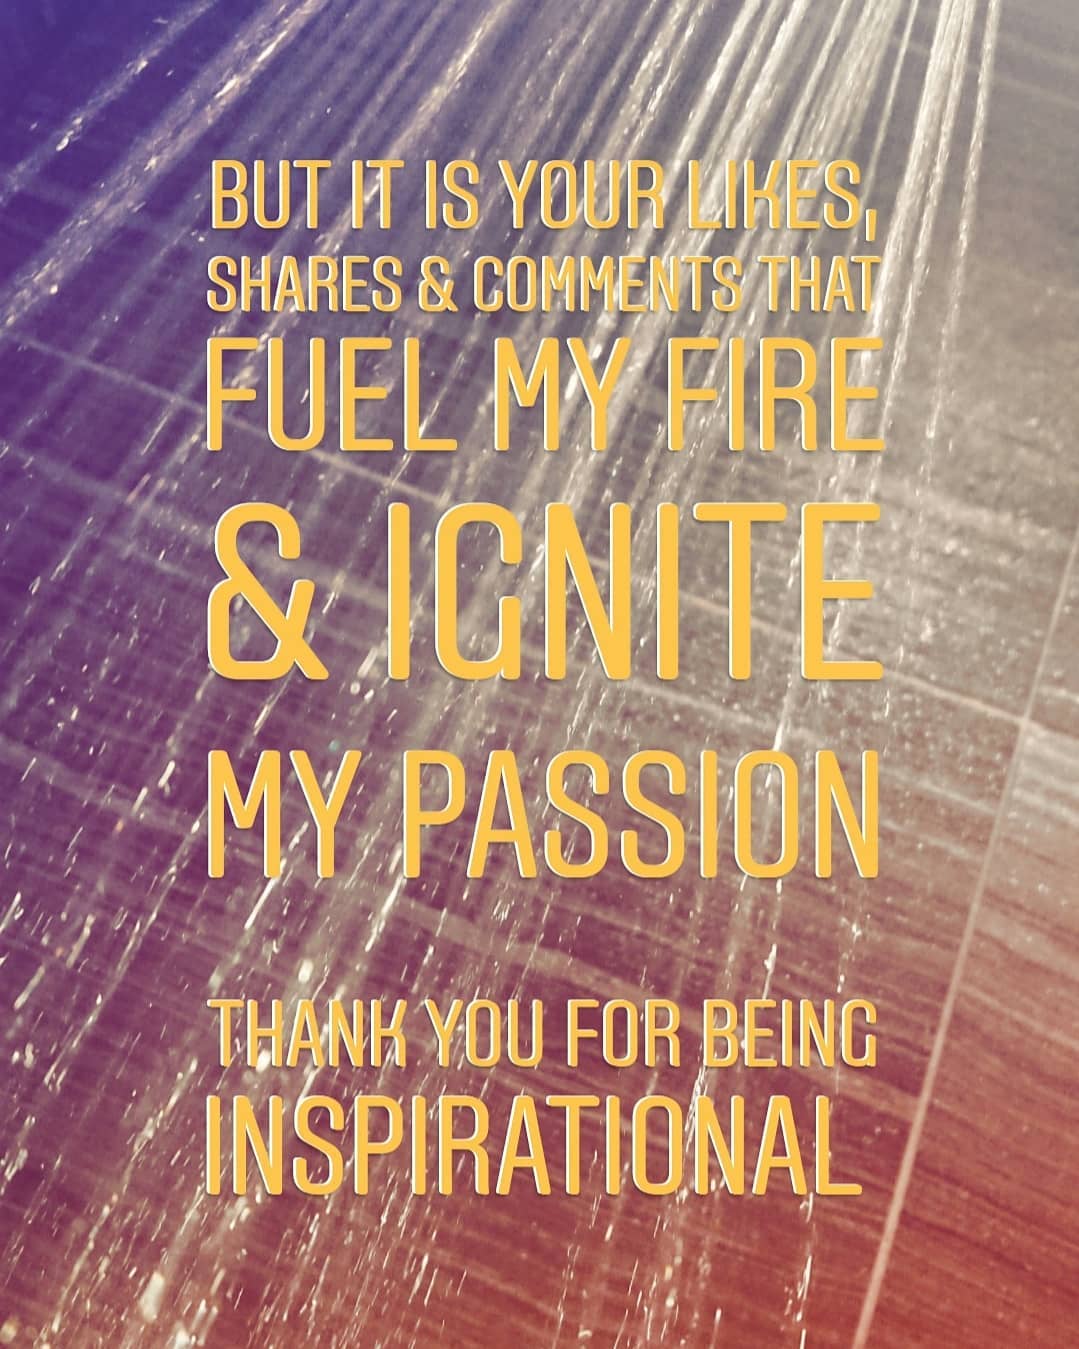 BUT IT IS YOUR LIKES,
SHARES & COMMENTS THAT
FUEL MY FIRE
& IGNITE
MY PASSION
THANK YOU FOR BEING
INSPIRATIONAL